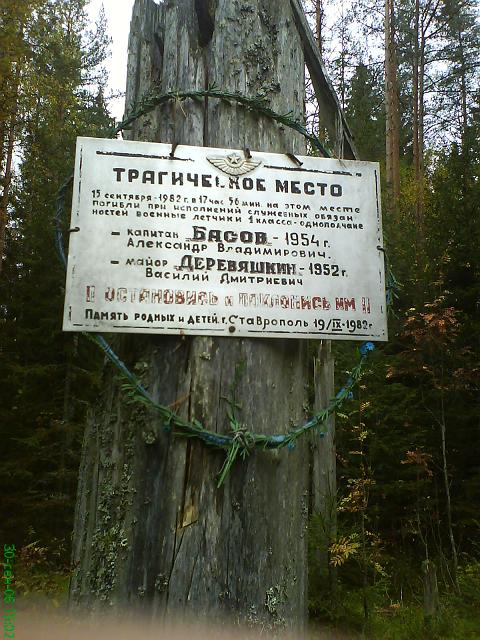 ТРАГИЧЕСКОЕ МЕСТО
15 сентября-1982 г. в 17 час 56 мин. на этом месте
погибли при исполнений служебных обязан
ностей военные летчики 1 класса-однополчане
- капитан БАСОВ - 1954 г.
Александр Владимирович.
- майор ДЕРЕВЯШКИН - 1952 г.
Василий Дмитриевич
!! ОСТАНОВИСЬ и ПОКЛОНИСЬ ИМ !!
Память родных и детей. г. Ставрополь 19/IX-1982г